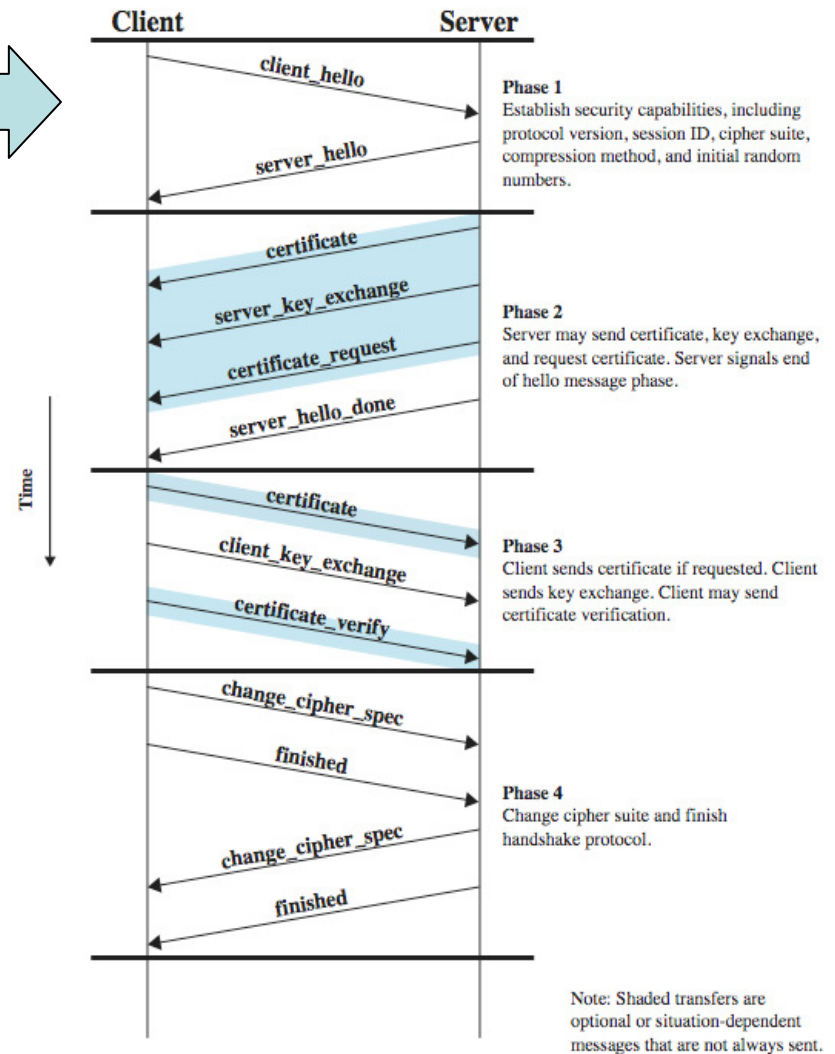 Client Server
client_hello
Phase 1
Establish security capabilities, including
protocol version, session ID, cipher suite,
compression method, and initial random
numbers.
server_hello
certificate
server_key_exchange
certificate_request
server_hello_done
Phase 2
Server may send certificate, key exchange,
and request certificate. Server signals end
of hello message phase.
Time
certificate
client_key_exchange
certificate_verify
Phase 3
Client sends certificate if requested. Client
sends key exchange. Client may send
certificate verification.
change_cipher_spec
finished
change_cipher_spec
finished
Phase 4
Change cipher suite and finish
handshake protocol.
Note: Shaded transfers are
optional or situation-dependent
messages that are not always sent.